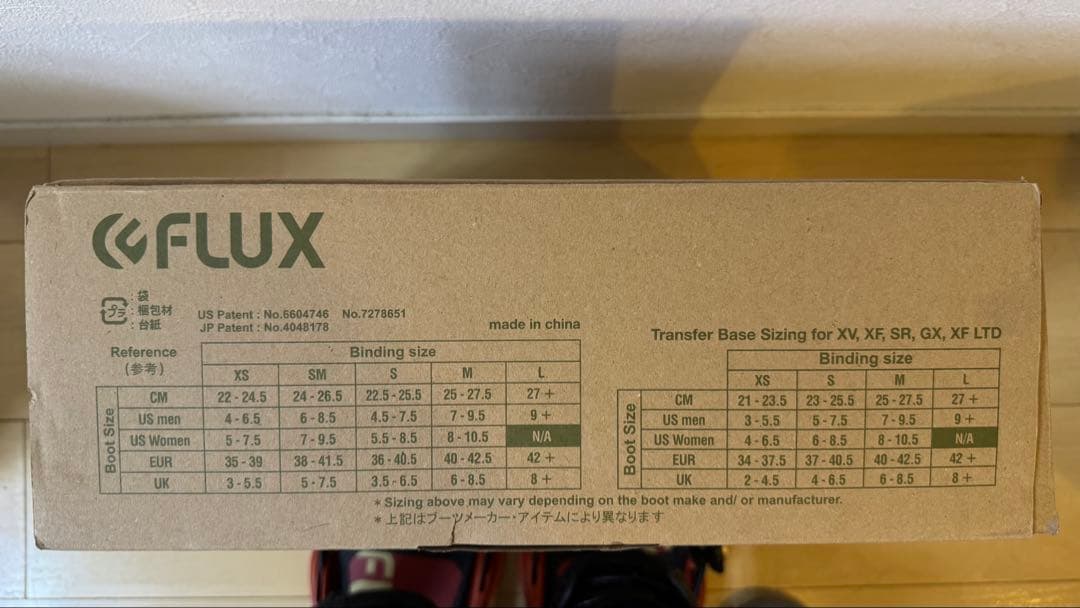 FLUX
プラ
: 袋
: 梱包材
: 台紙
US Patent : No.6604746 No.7278651
JP Patent : No.4048178
made in china
Reference
(参考)
Binding size
XS SM S M L
Boot Size
CM 22 - 24.5 24 - 26.5 22.5 - 25.5 25 - 27.5 27 +
US men 4 - 6.5 6 - 8.5 4.5 - 7.5 7 - 9.5 9 +
US Women 5 - 7.5 7 - 9.5 5.5 - 8.5 8 - 10.5 N/A
EUR 35 - 39 38 - 41.5 36 - 40.5 40 - 42.5 42 +
UK 3 - 5.5 5 - 7.5 3.5 - 6.5 6 - 8.5 8 +
Transfer Base Sizing for XV, XF, SR, GX, XF LTD
Binding size
XS S M L
Boot Size
CM 21 - 23.5 23 - 25.5 25 - 27.5 27 +
US men 3 - 5.5 5 - 7.5 7 - 9.5 9 +
US Women 4 - 6.5 6 - 8.5 8 - 10.5 N/A
EUR 34 - 37.5 37 - 40.5 40 - 42.5 42 +
UK 2 - 4.5 4 - 6.5 6 - 8.5 8 +
* Sizing above may vary depending on the boot make and/ or manufacturer.
* 上記はブーツメーカー・アイテムにより異なります